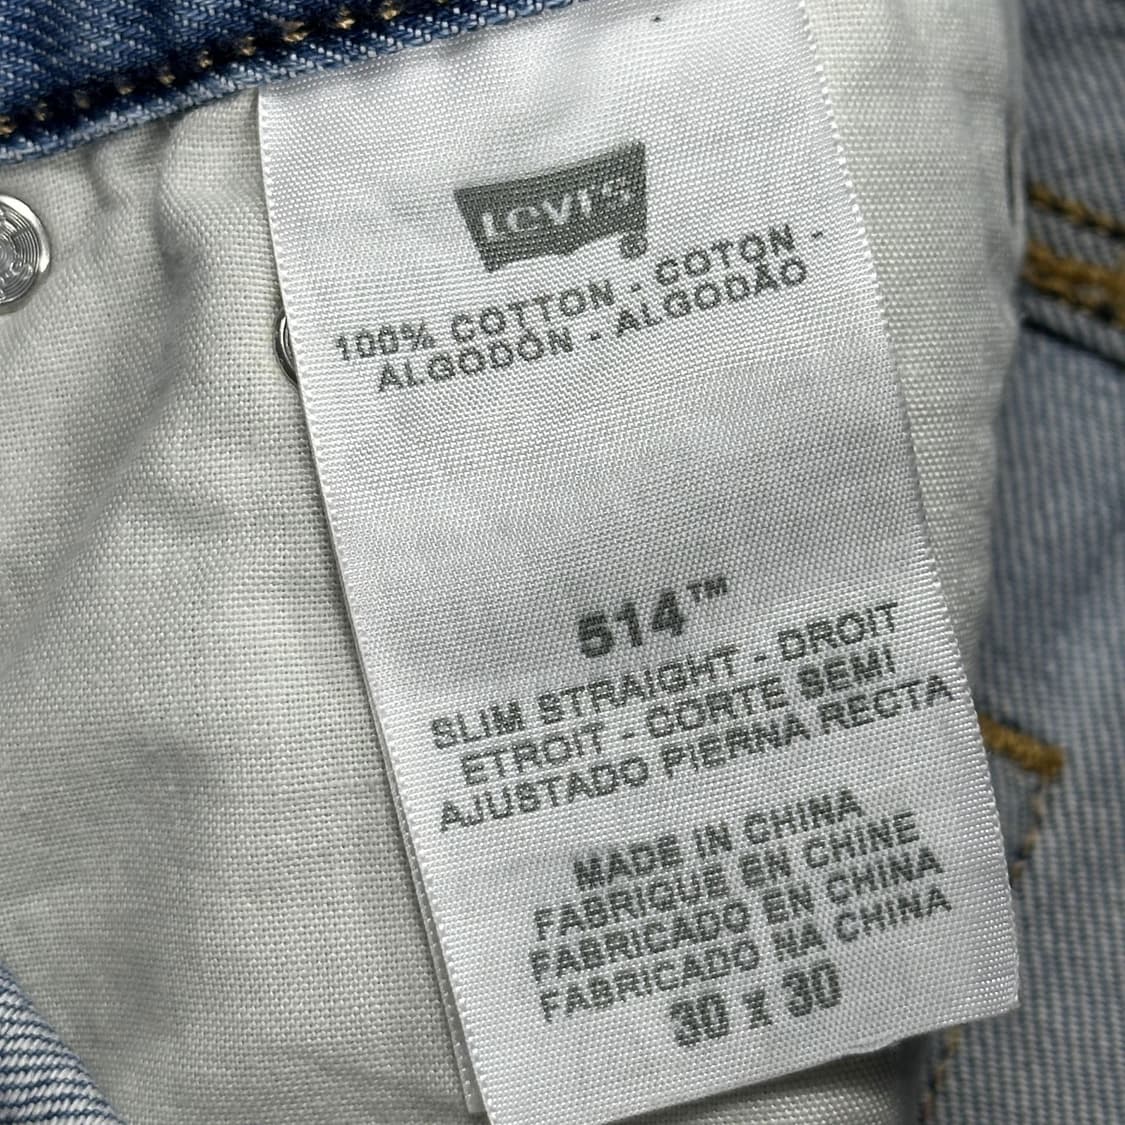 Levi's®
100% COTTON - COTON -
ALGODÓN - ALGODÃO
514™
SLIM STRAIGHT - DROIT
ETROIT - CORTE SEMI
AJUSTADO PIERNA RECTA
MADE IN CHINA
FABRIQUE EN CHINE
FABRICADO EN CHINA
FABRICADO NA CHINA
30 x 30